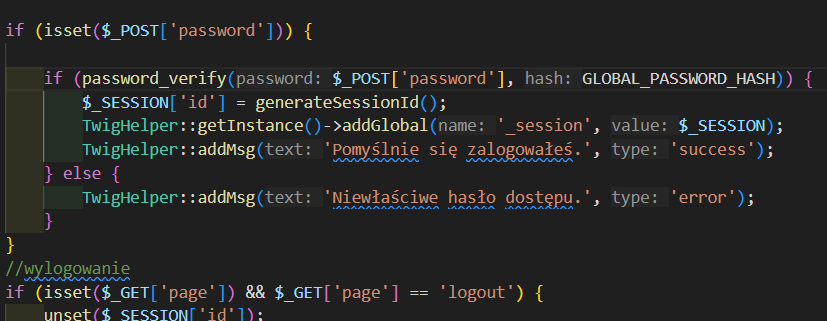 if (isset($_POST['password'])) {
if (password_verify(password: $_POST['password'], hash: GLOBAL_PASSWORD_HASH)) {
$_SESSION['id'] = generateSessionId();
TwigHelper::getInstance()->addGlobal(name: '_session', value: $_SESSION);
TwigHelper::addMsg(text: 'Pomyślnie się zalogowałeś.', type: 'success');
} else {
TwigHelper::addMsg(text: 'Niewłaściwe hasło dostępu.', type: 'error');
}
}
//wylogowanie
if (isset($_GET['page']) && $_GET['page'] == 'logout') {
unset($_SESSION['id']);